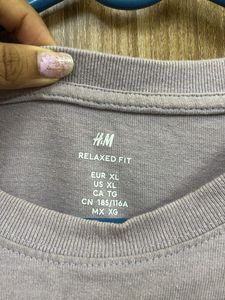 H&M
RELAXED FIT
EUR XL
US XL
CA TG
CN 185/116A
MX XG